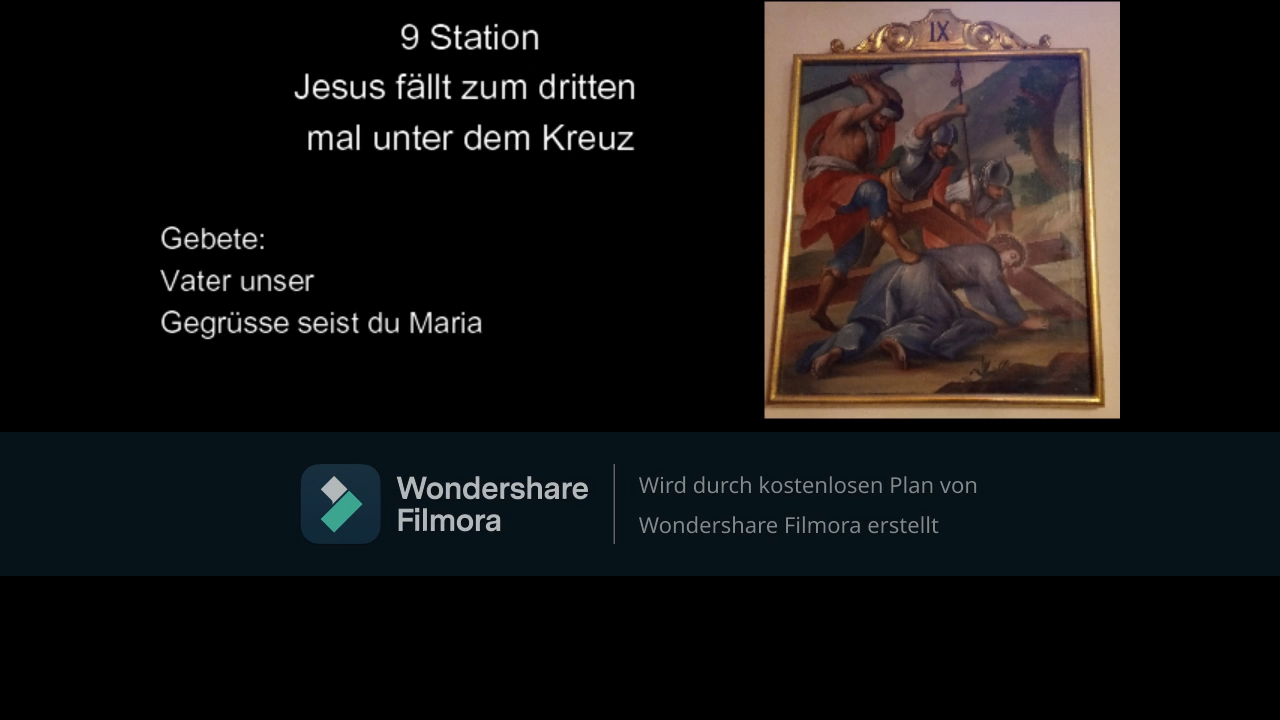 9 Station
Jesus fällt zum dritten
mal unter dem Kreuz
IX
Gebete:
Vater unser
Gegrüsse seist du Maria
Wondershare
Filmora
Wird durch kostenlosen Plan von
Wondershare Filmora erstellt